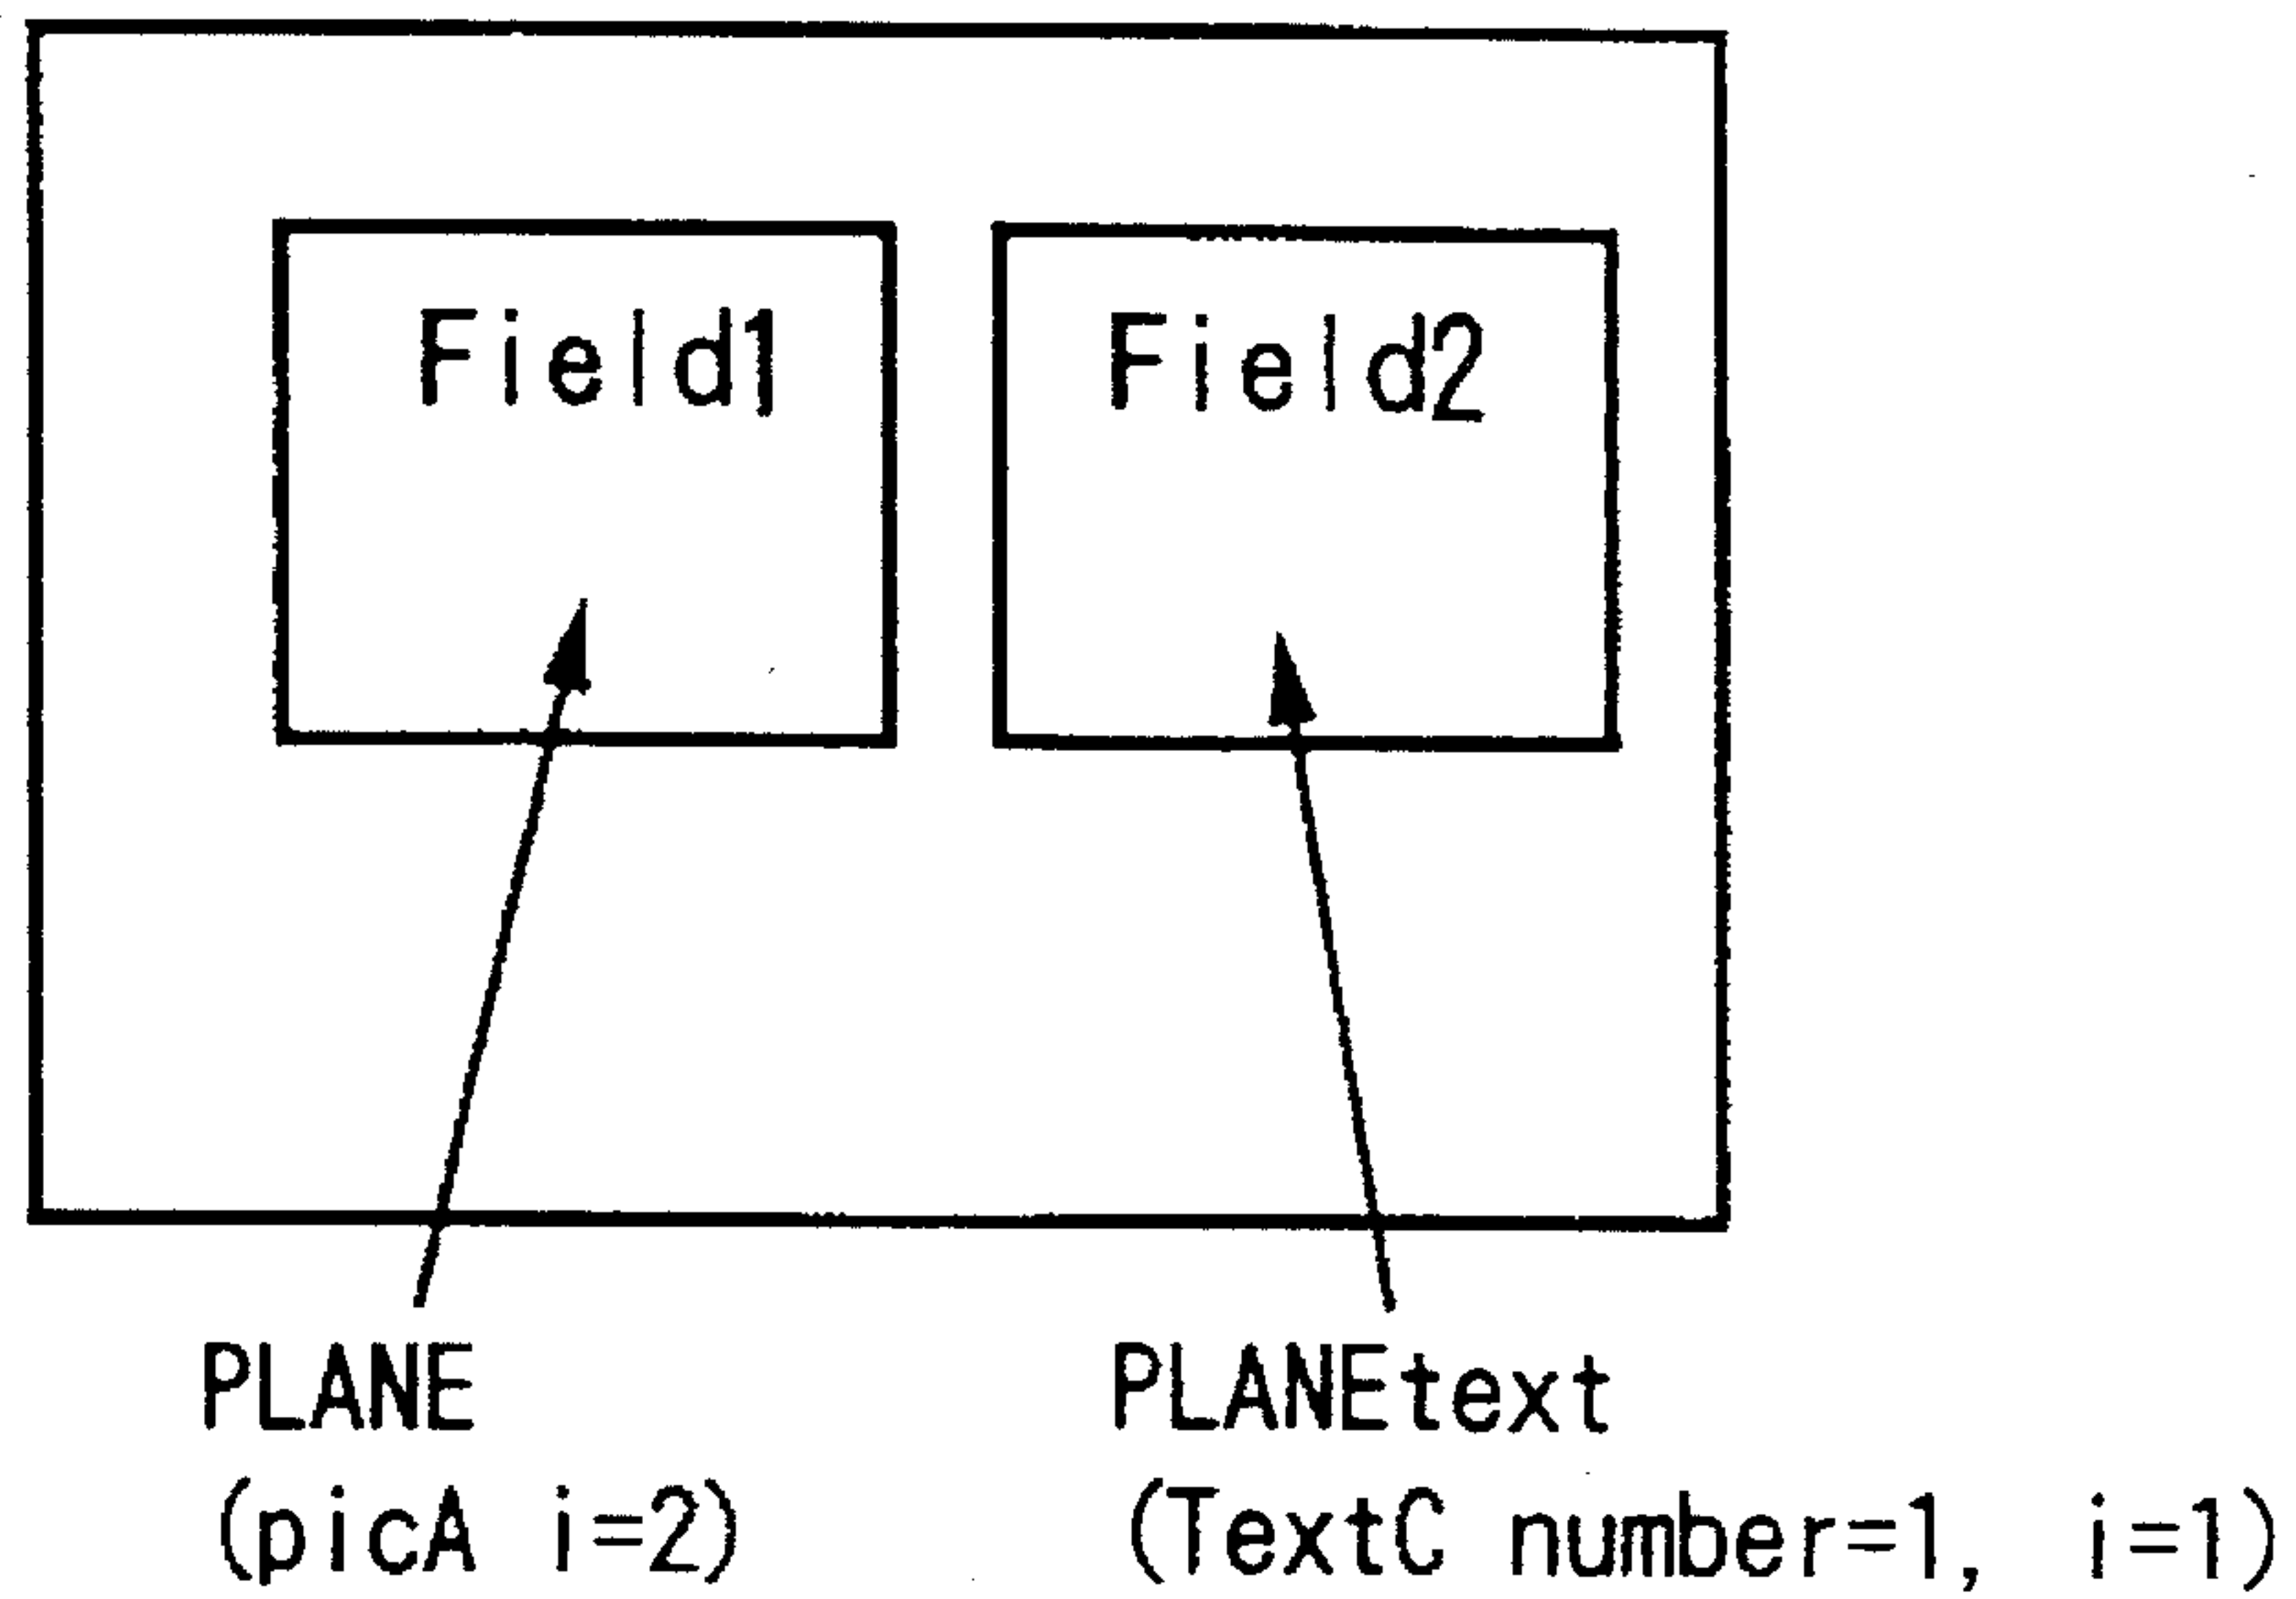 Field1
Field2
PLANE
(picA i=2)
PLANEtext
(TextC number=1, i=1)